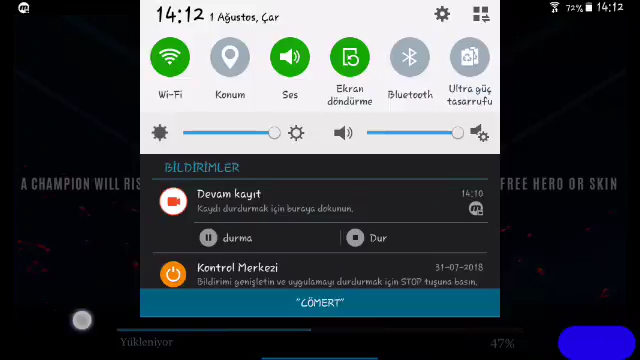 14:12 1 Ağustos, Çar
72% 14:12
Wi-Fi
Konum
Ses
Ekran
döndürme
Bluetooth
Ultra güç
tasarrufu
BİLDİRİMLER
A CHAMPION WILL RIS
FREE HERO OR SKIN
Devam kayıt 14:10
Kaydı durdurmak için buraya dokunun.
durma
Dur
Kontrol Merkezi 31-07-2018
Bildirimi genişletin ve uygulamayı durdurmak için STOP tuşuna basın.
"CÖMERT"
Yükleniyor 47%